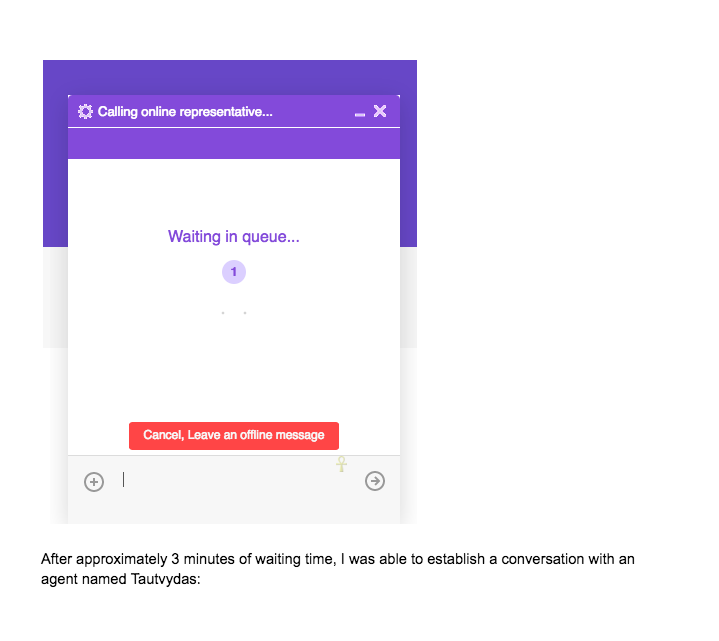 Calling online representative...
Waiting in queue...
1
Cancel, Leave an offline message
After approximately 3 minutes of waiting time, I was able to establish a conversation with an
agent named Tautvydas: